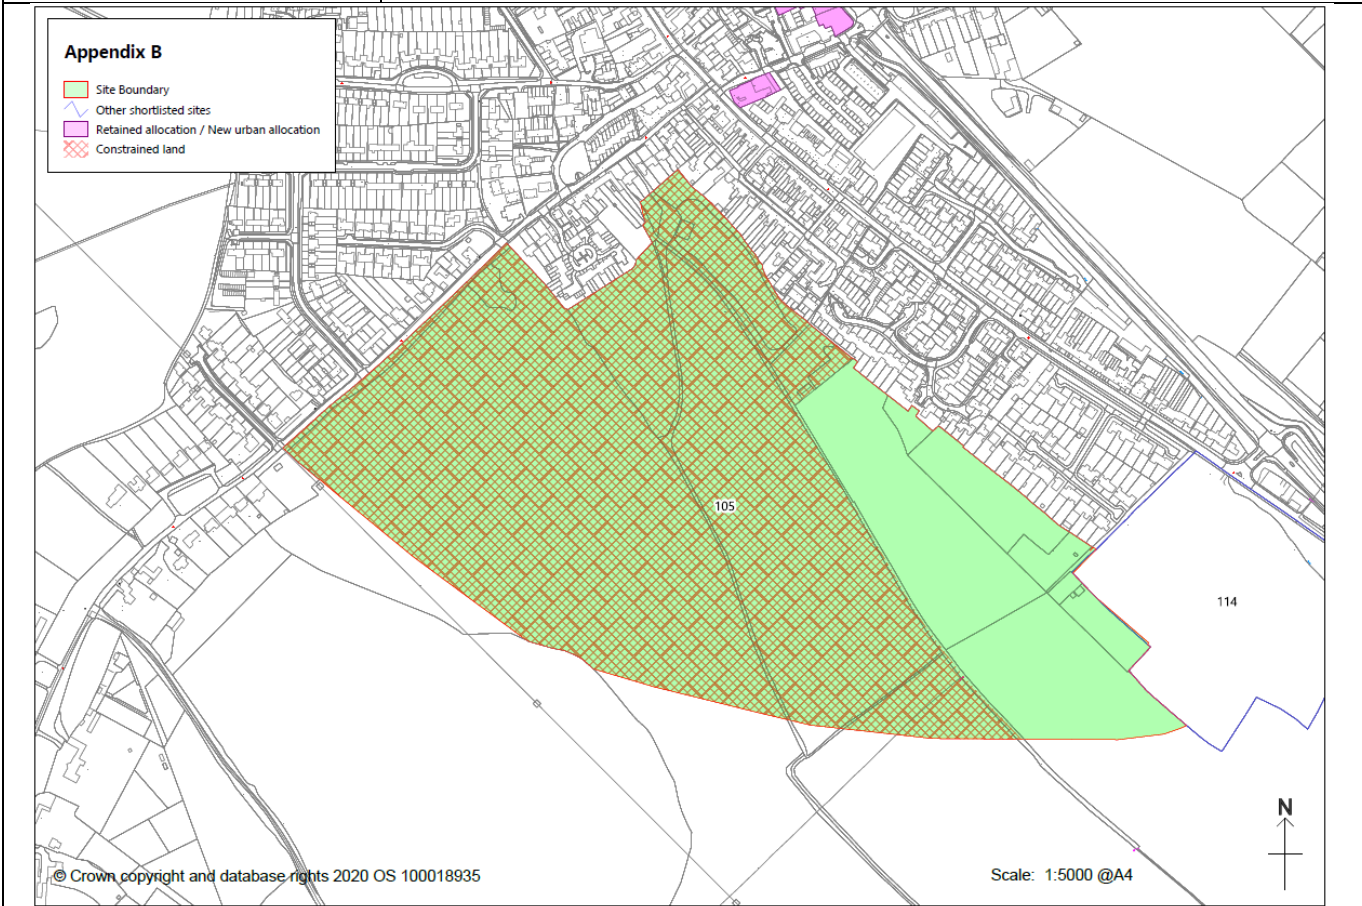 Appendix B
Site Boundary
Other shortlisted sites
Retained allocation / New urban allocation
Constrained land
105
114
N
© Crown copyright and database rights 2020 OS 100018935
Scale: 1:5000 @A4